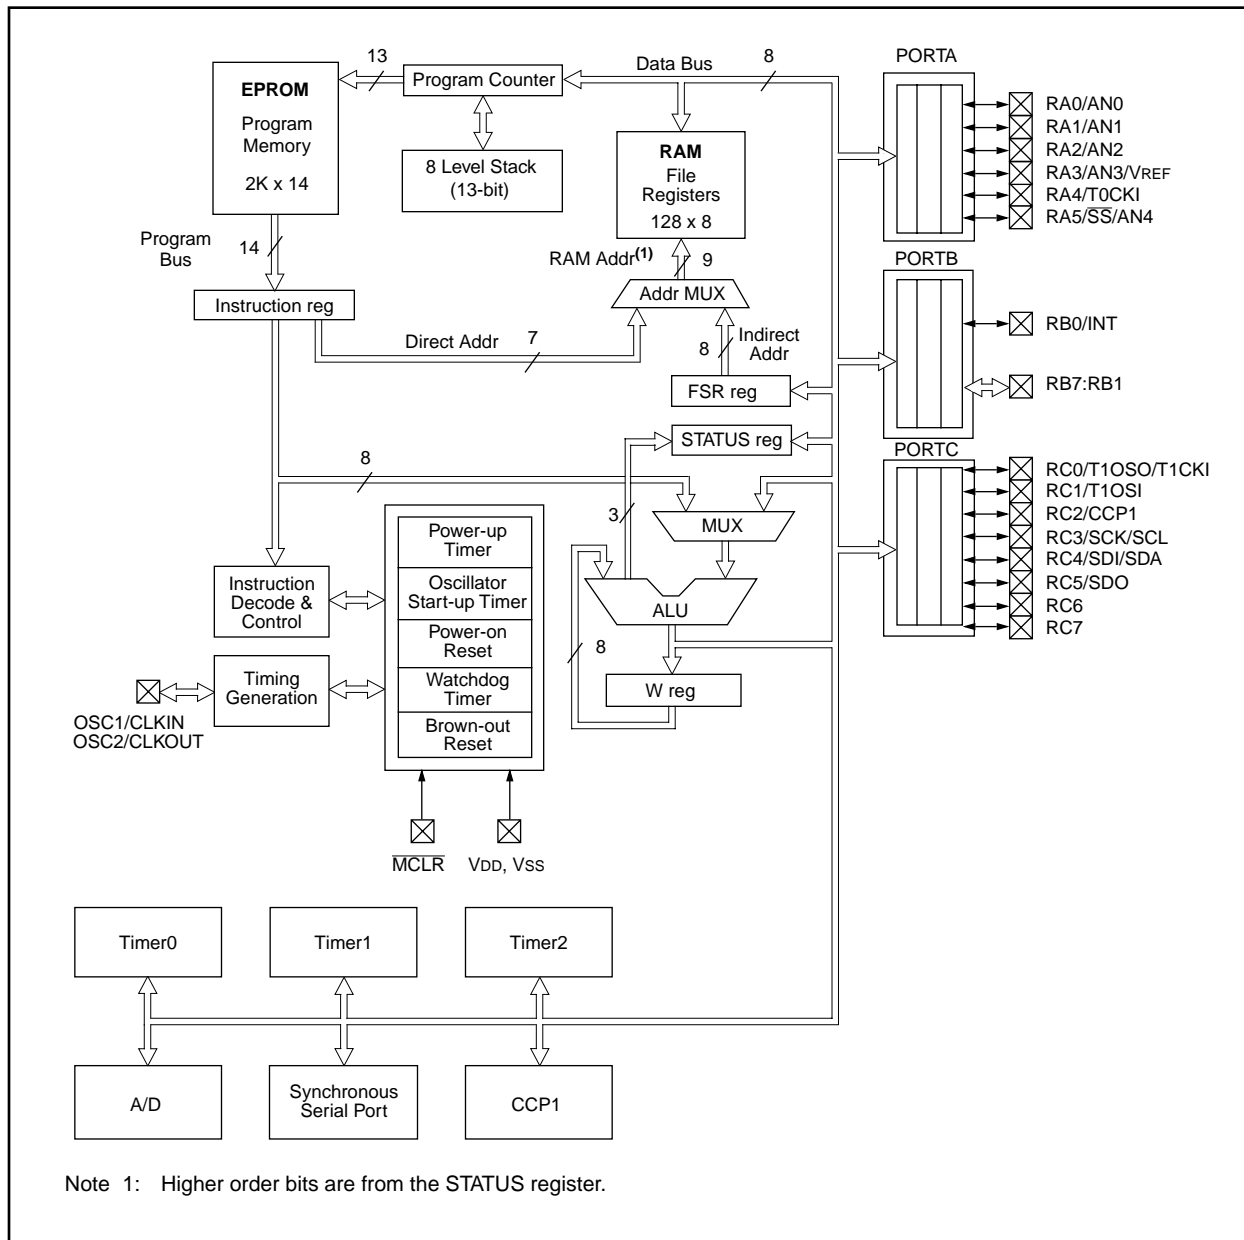 13
Data Bus
8
PORTA
EPROM
Program
Memory
2K x 14
Program Counter
8 Level Stack
(13-bit)
RAM
File
Registers
128 x 8
RA0/AN0
RA1/AN1
RA2/AN2
RA3/AN3/VREF
RA4/T0CKI
RA5/SS/AN4
Program
Bus
14
RAM Addr(1)
9
PORTB
Instruction reg
Addr MUX
Direct Addr
7
8
Indirect
Addr
RB0/INT
FSR reg
RB7:RB1
STATUS reg
PORTC
8
RC0/T1OSO/T1CKI
RC1/T1OSI
RC2/CCP1
RC3/SCK/SCL
RC4/SDI/SDA
RC5/SDO
RC6
RC7
3
MUX
Power-up
Timer
Oscillator
Start-up Timer
Power-on
Reset
Watchdog
Timer
Brown-out
Reset
Instruction
Decode &
Control
ALU
8
W reg
Timing
Generation
OSC1/CLKIN
OSC2/CLKOUT
MCLR
VDD, VSS
Timer0
Timer1
Timer2
A/D
Synchronous
Serial Port
CCP1
Note 1: Higher order bits are from the STATUS register.